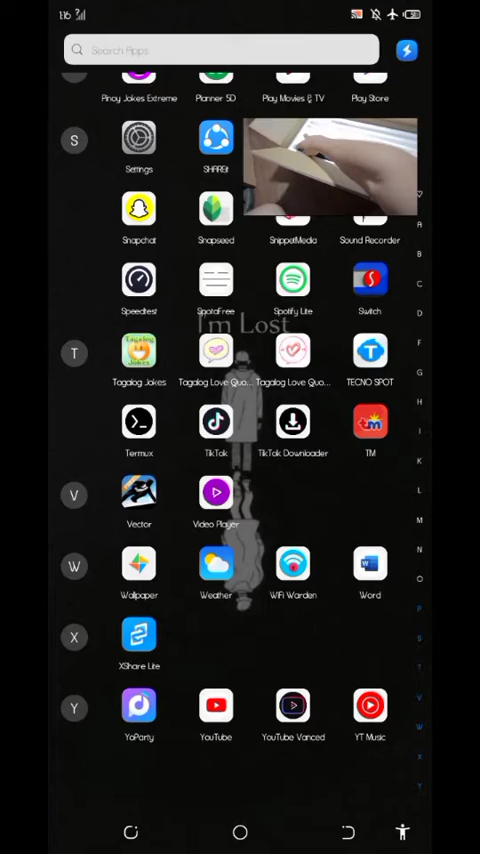 1:16
Search Apps
Pinoy Jokes Extreme Planner 5D Play Movies & TV Play Store
S
Settings SHAREit
Snapchat Snapseed SnippetMedia Sound Recorder
Speedtest SpotaFree Spotify Lite Switch
I'm Lost
T
Tagalog Jokes Tagalog Love Quo... Tagalog Love Quo... TECNO SPOT
Termux TikTok TikTok Downloader TM
V
Vector Video Player
W
Wallpaper Weather WiFi Warden Word
X
XShare Lite
Y
YoParty YouTube YouTube Vanced YT Music
A
B
C
D
F
G
H
I
K
L
M
N
O
P
S
T
V
W
X
Y